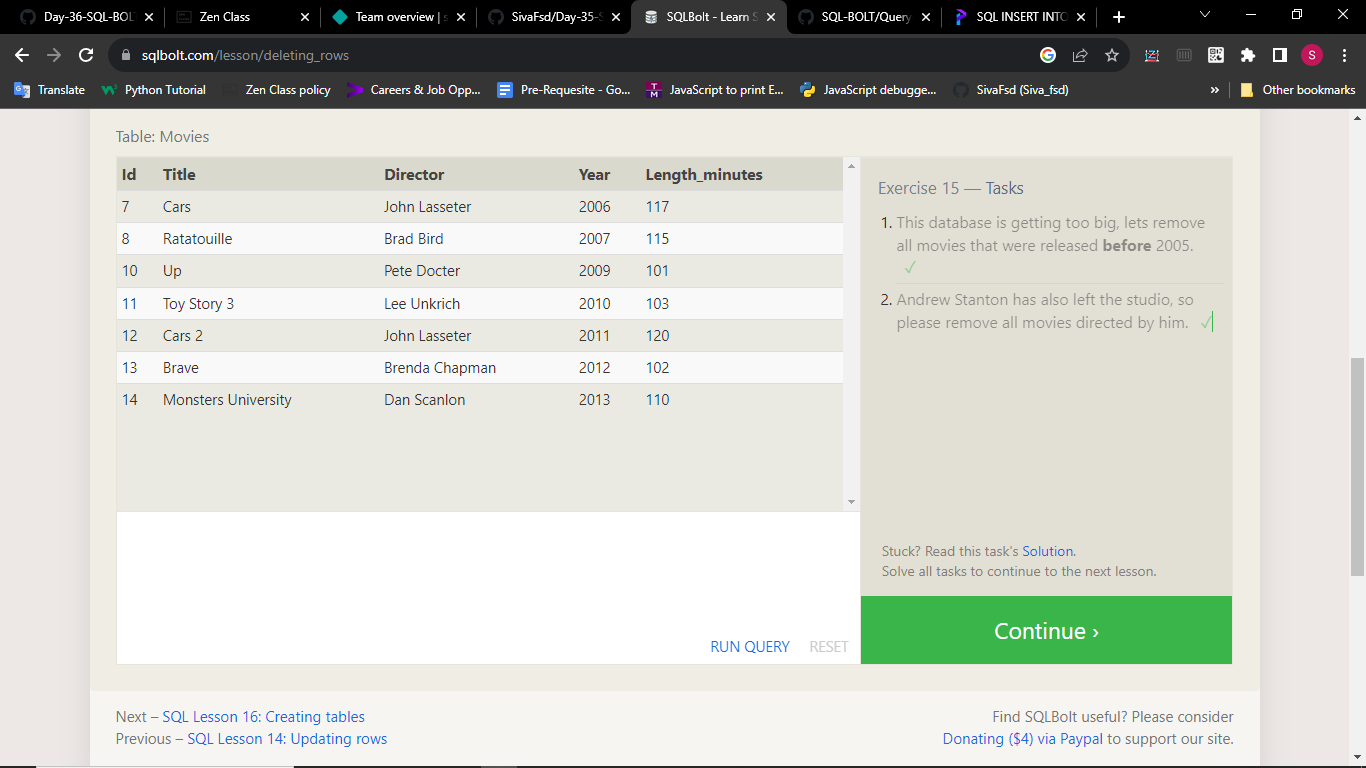 Day-36-SQL-BOL
Zen Class
Team overview | s
SivaFsd/Day-35-S
SQLBolt - Learn S
SQL-BOLT/Query
SQL INSERT INTO
sqlbolt.com/lesson/deleting_rows
S
Translate
Python Tutorial
Zen Class policy
Careers & Job Opp...
Pre-Requesite - Go...
JavaScript to print E...
JavaScript debugge...
SivaFsd (Siva_fsd)
»
Other bookmarks
Table: Movies
Id Title Director Year Length_minutes
7 Cars John Lasseter 2006 117
8 Ratatouille Brad Bird 2007 115
10 Up Pete Docter 2009 101
11 Toy Story 3 Lee Unkrich 2010 103
12 Cars 2 John Lasseter 2011 120
13 Brave Brenda Chapman 2012 102
14 Monsters University Dan Scanlon 2013 110
RUN QUERY RESET
Exercise 15 — Tasks
1. This database is getting too big, lets remove
all movies that were released before 2005.
✓
2. Andrew Stanton has also left the studio, so
please remove all movies directed by him. ✓
Stuck? Read this task's Solution.
Solve all tasks to continue to the next lesson.
Continue ›
Next – SQL Lesson 16: Creating tables
Previous – SQL Lesson 14: Updating rows
Find SQLBolt useful? Please consider
Donating ($4) via Paypal to support our site.